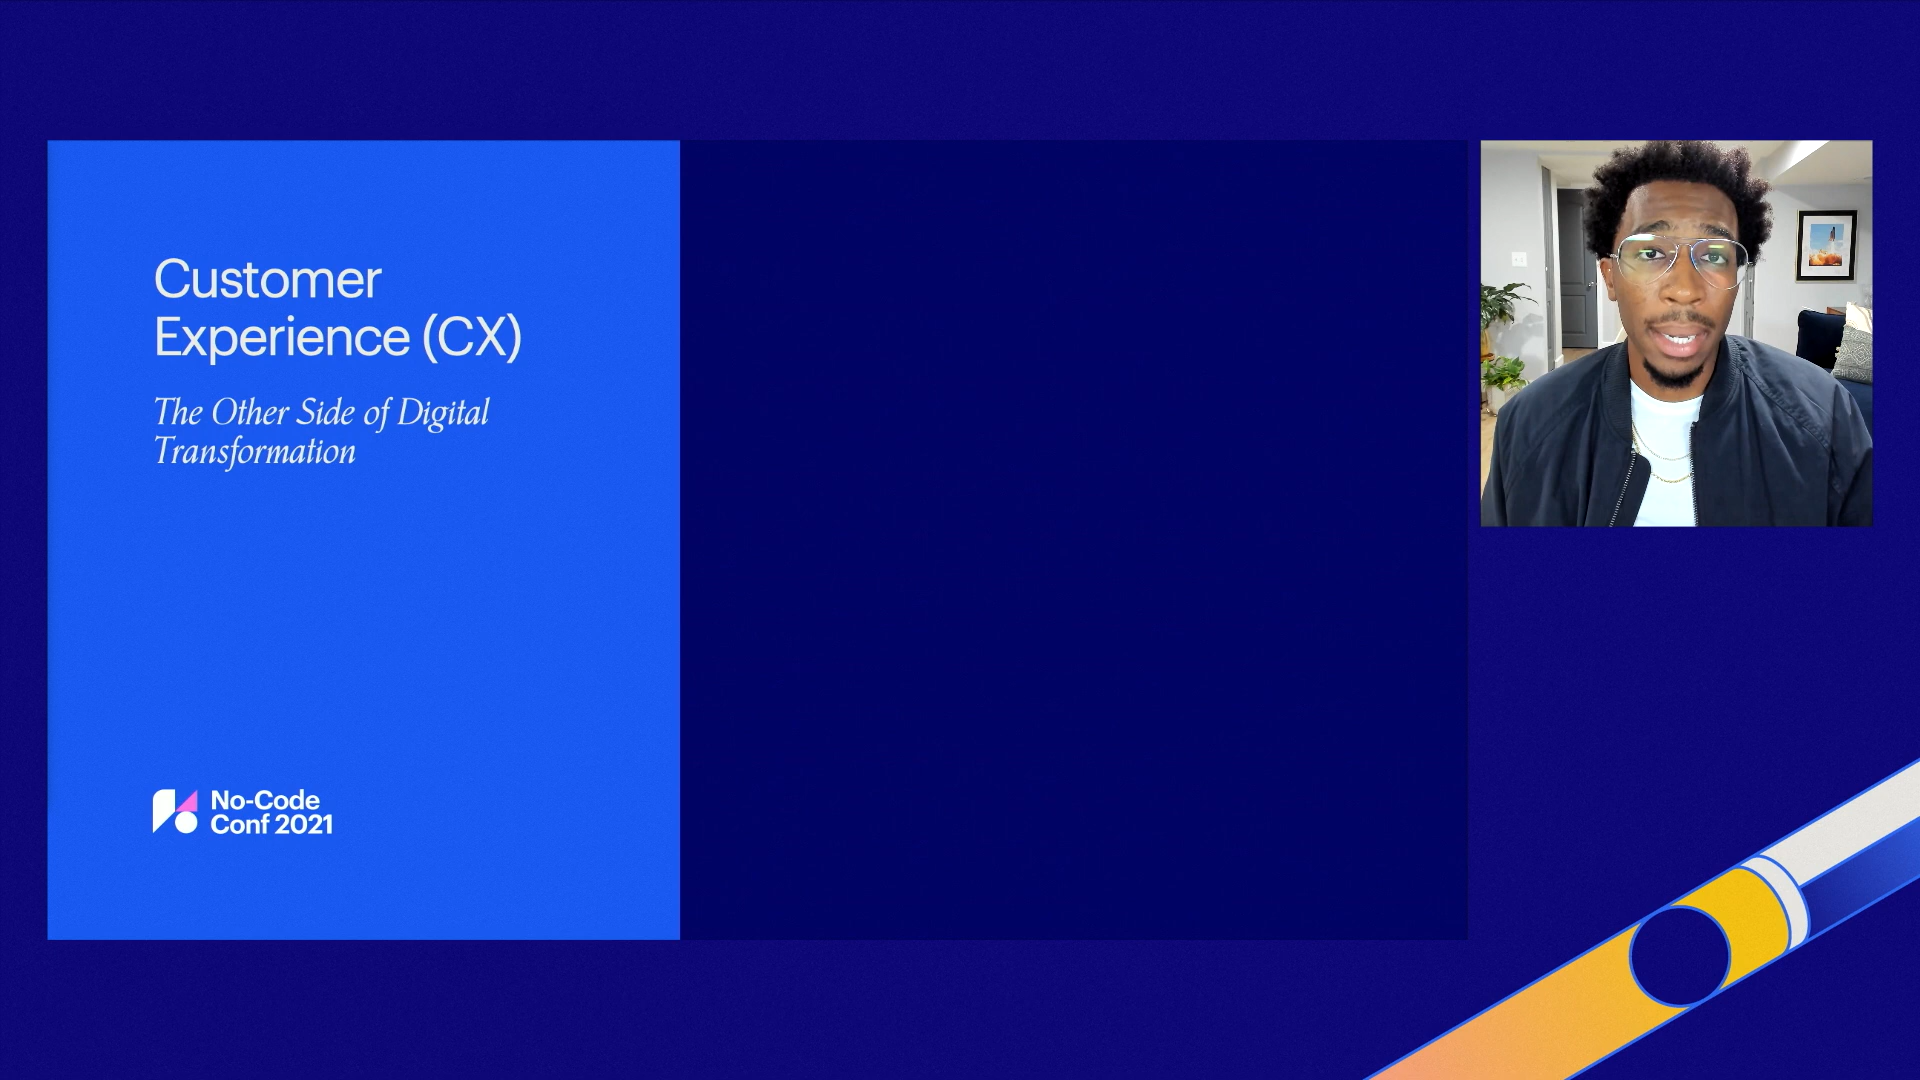 Customer
Experience (CX)
The Other Side of Digital
Transformation
No-Code
Conf 2021